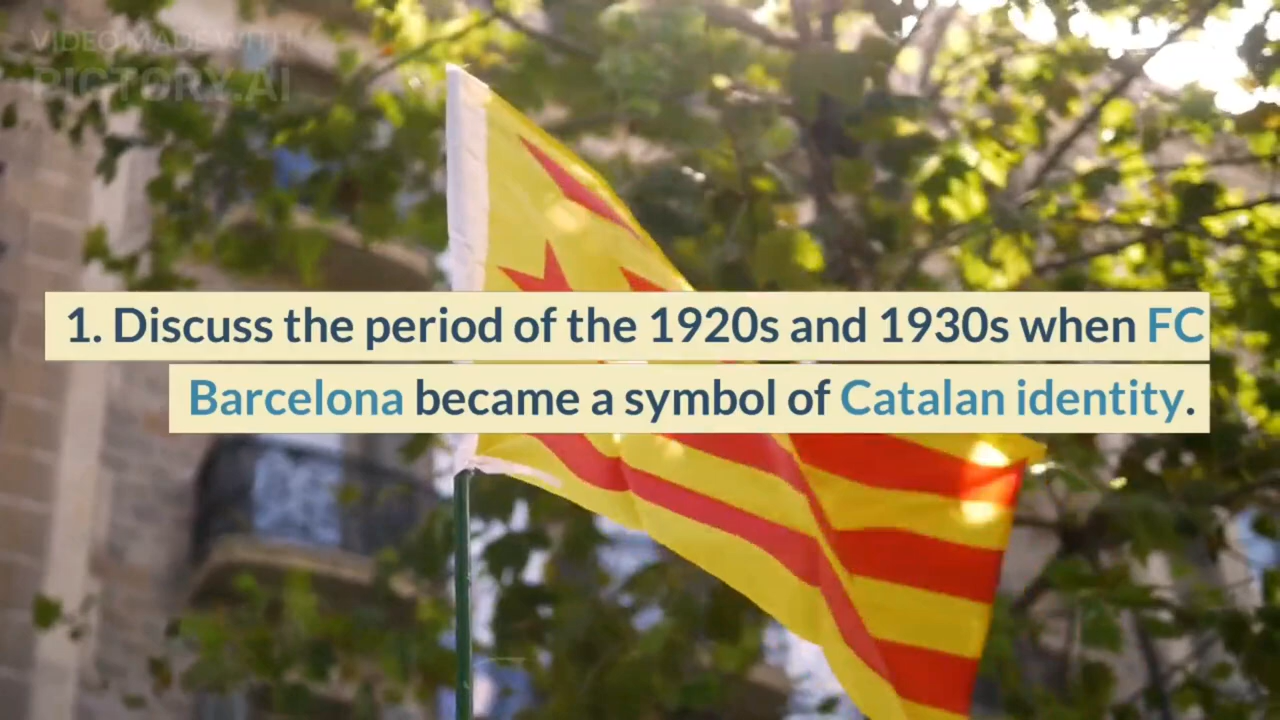 VIDEO MADE WITH
PICTORY.AI
1. Discuss the period of the 1920s and 1930s when FC
Barcelona became a symbol of Catalan identity.